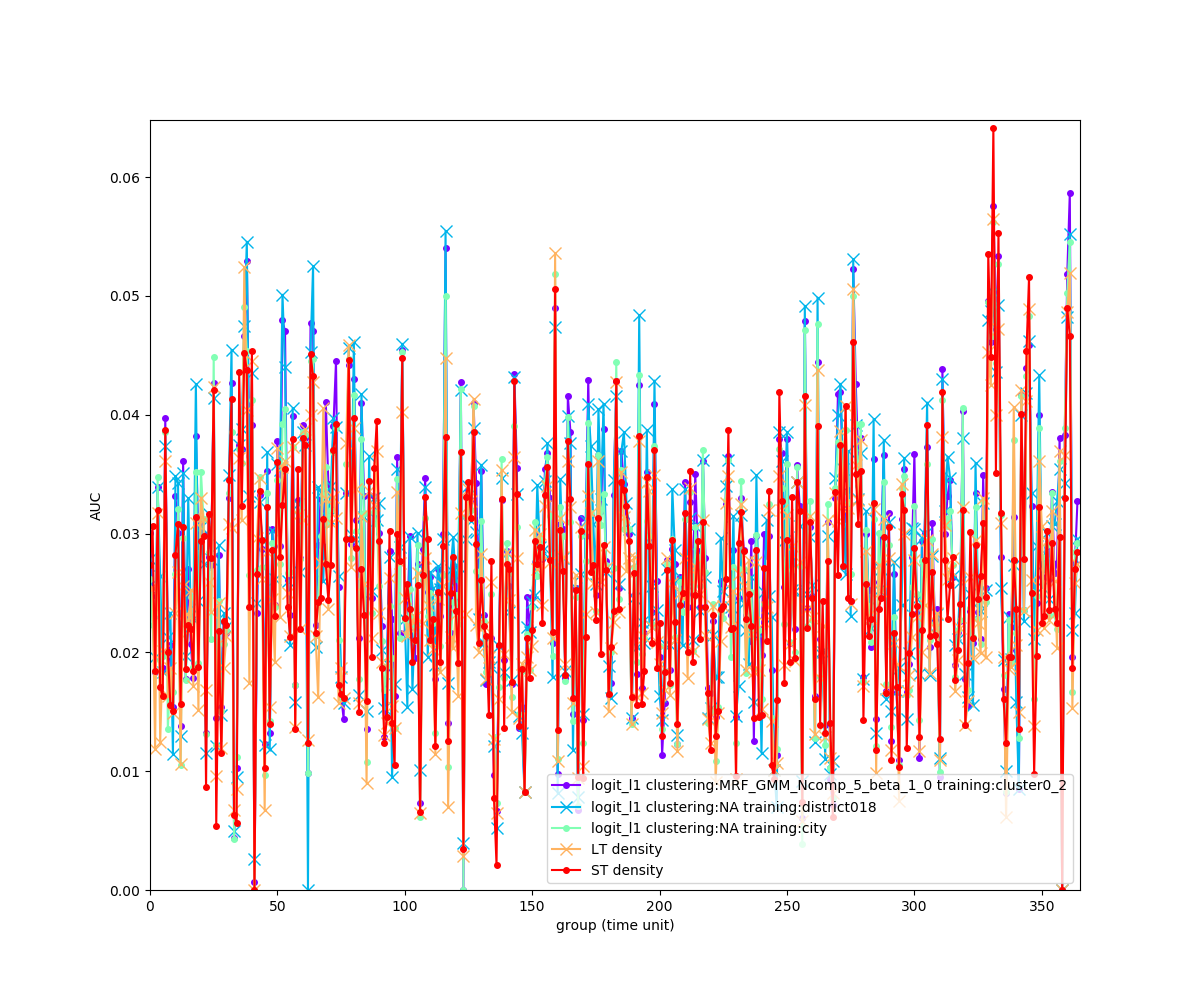 0.06
0.05
0.04
0.03
0.02
0.01
0.00
AUC
logit_l1 clustering:MRF_GMM_Ncomp_5_beta_1_0 training:cluster0_2
logit_l1 clustering:NA training:district018
logit_l1 clustering:NA training:city
LT density
ST density
0 50 100 150 200 250 300 350
group (time unit)